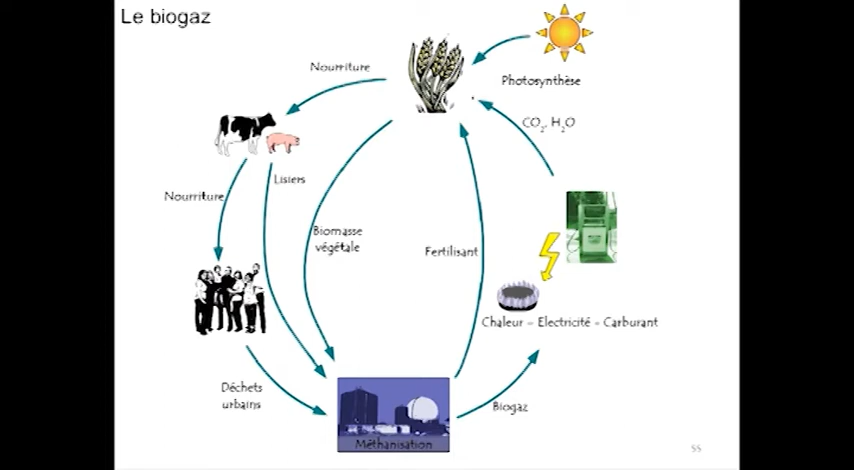 Le biogaz
Nourriture
Photosynthèse
CO₂, H₂O
Lisiers
Nourriture
Biomasse
végétale
Fertilisant
Chaleur – Electricité - Carburant
Déchets
urbains
Biogaz
Méthanisation
55